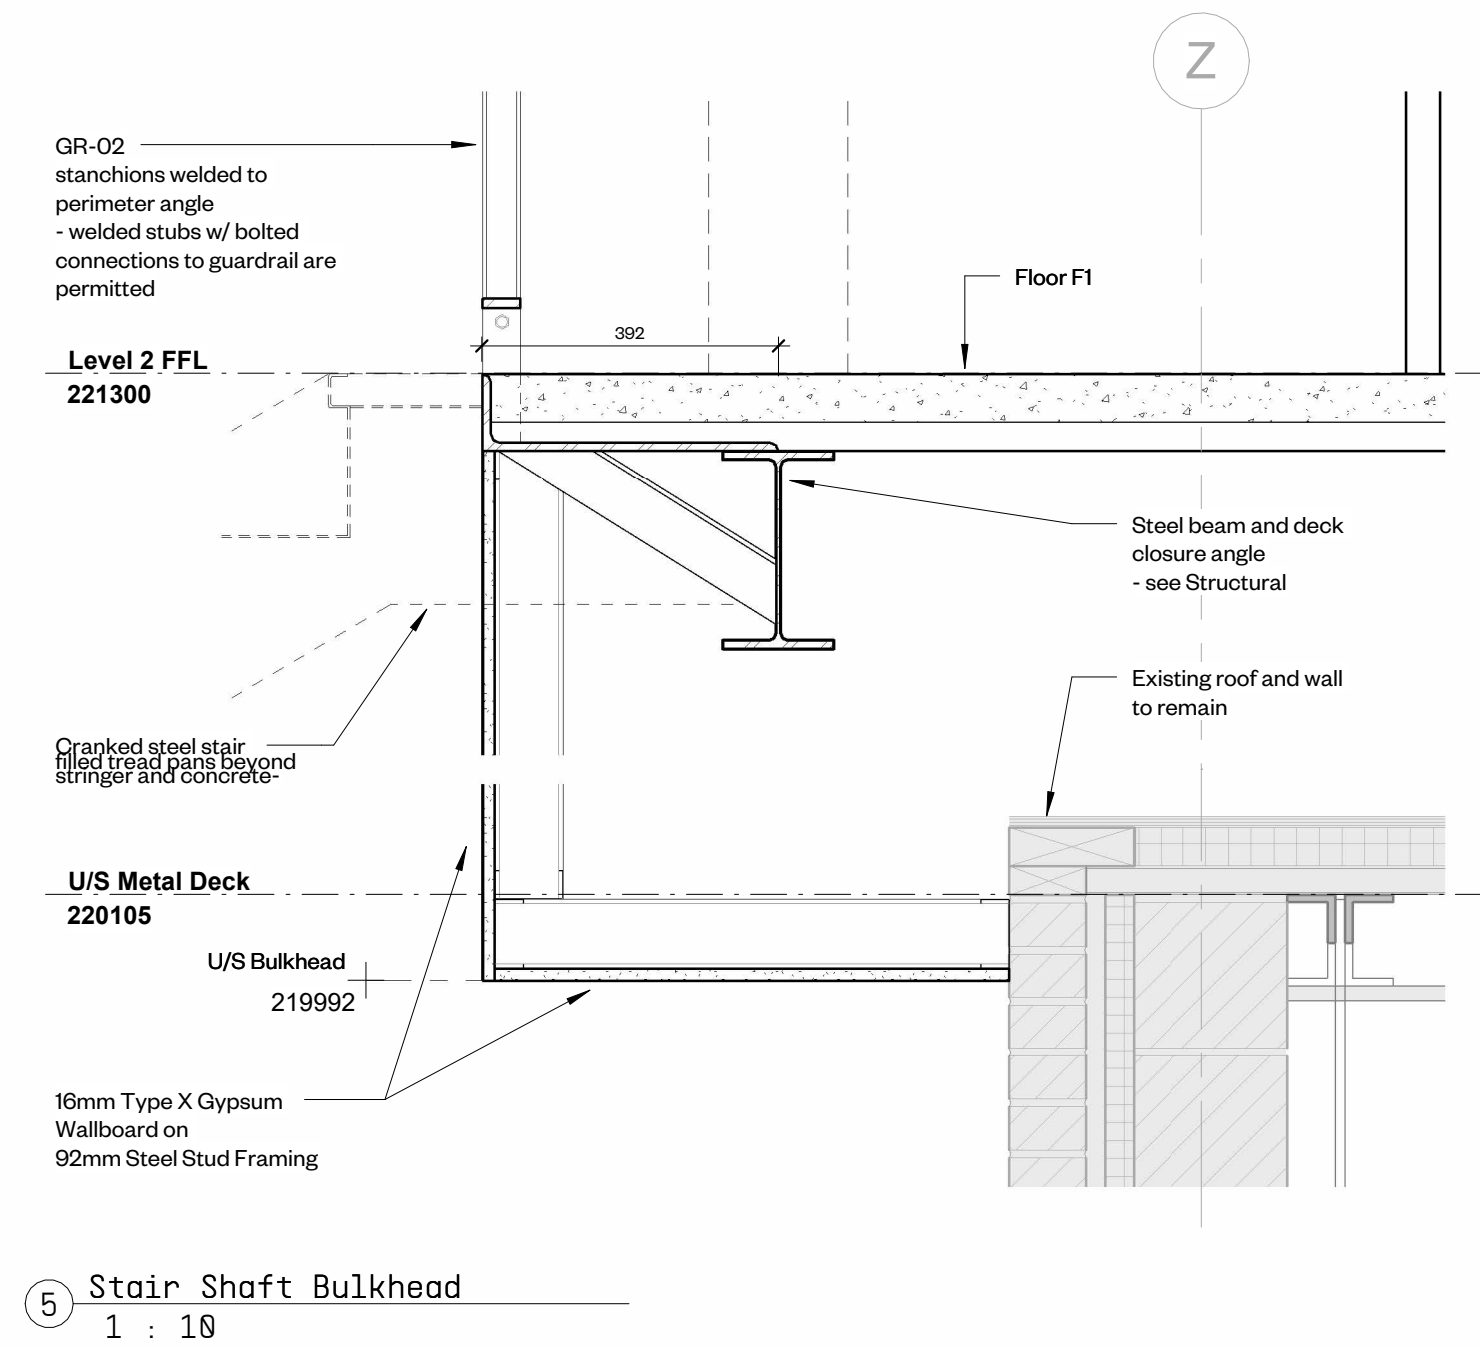 Z
GR-02
stanchions welded to
perimeter angle
- welded stubs w/ bolted
connections to guardrail are
permitted
Floor F1
392
Level 2 FFL
221300
Steel beam and deck
closure angle
- see Structural
Existing roof and wall
to remain
Cranked steel stair
filled tread pans beyond
stringer and concrete-
U/S Metal Deck
220105
U/S Bulkhead
219992
16mm Type X Gypsum
Wallboard on
92mm Steel Stud Framing
5 Stair Shaft Bulkhead
1 : 10